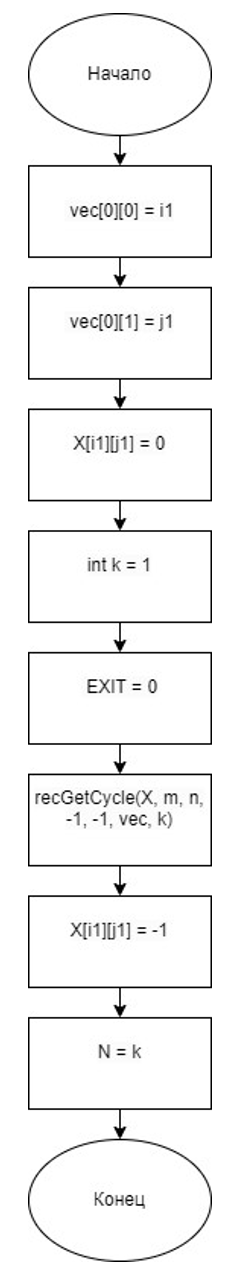 Начало
vec[0][0] = i1
vec[0][1] = j1
X[i1][j1] = 0
int k = 1
EXIT = 0
recGetCycle(X, m, n,
-1, -1, vec, k)
X[i1][j1] = -1
N = k
Конец